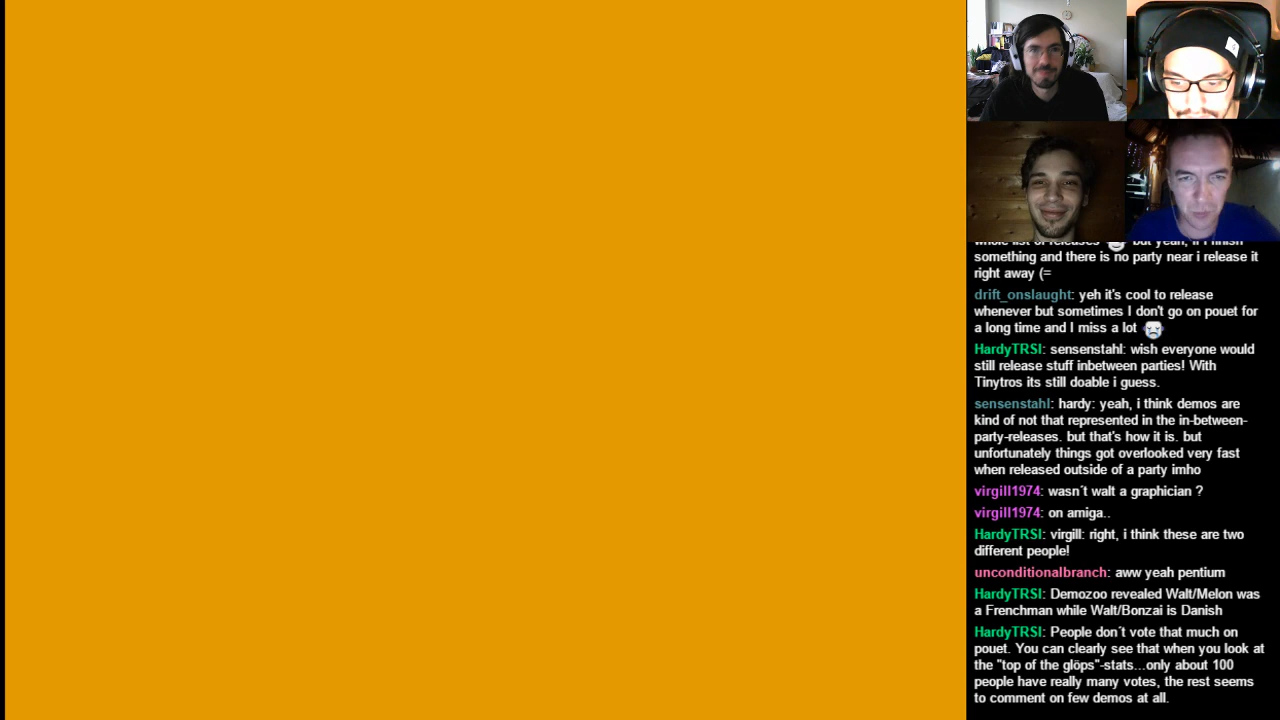 whole list of releases but yeah, if i finish
something and there is no party near i release it
right away (=
drift_onslaught: yeh it's cool to release
whenever but sometimes I don't go on pouet for
a long time and I miss a lot
HardyTRSI: sensenstahl: wish everyone would
still release stuff inbetween parties! With
Tinytros its still doable i guess.
sensenstahl: hardy: yeah, i think demos are
kind of not that represented in the in-between-
party-releases. but that's how it is. but
unfortunately things got overlooked very fast
when released outside of a party imho
virgill1974: wasn´t walt a graphician ?
virgill1974: on amiga..
HardyTRSI: virgill: right, i think these are two
different people!
unconditionalbranch: aww yeah pentium
HardyTRSI: Demozoo revealed Walt/Melon was
a Frenchman while Walt/Bonzai is Danish
HardyTRSI: People don´t vote that much on
pouet. You can clearly see that when you look at
the "top of the glöps"-stats...only about 100
people have really many votes, the rest seems
to comment on few demos at all.